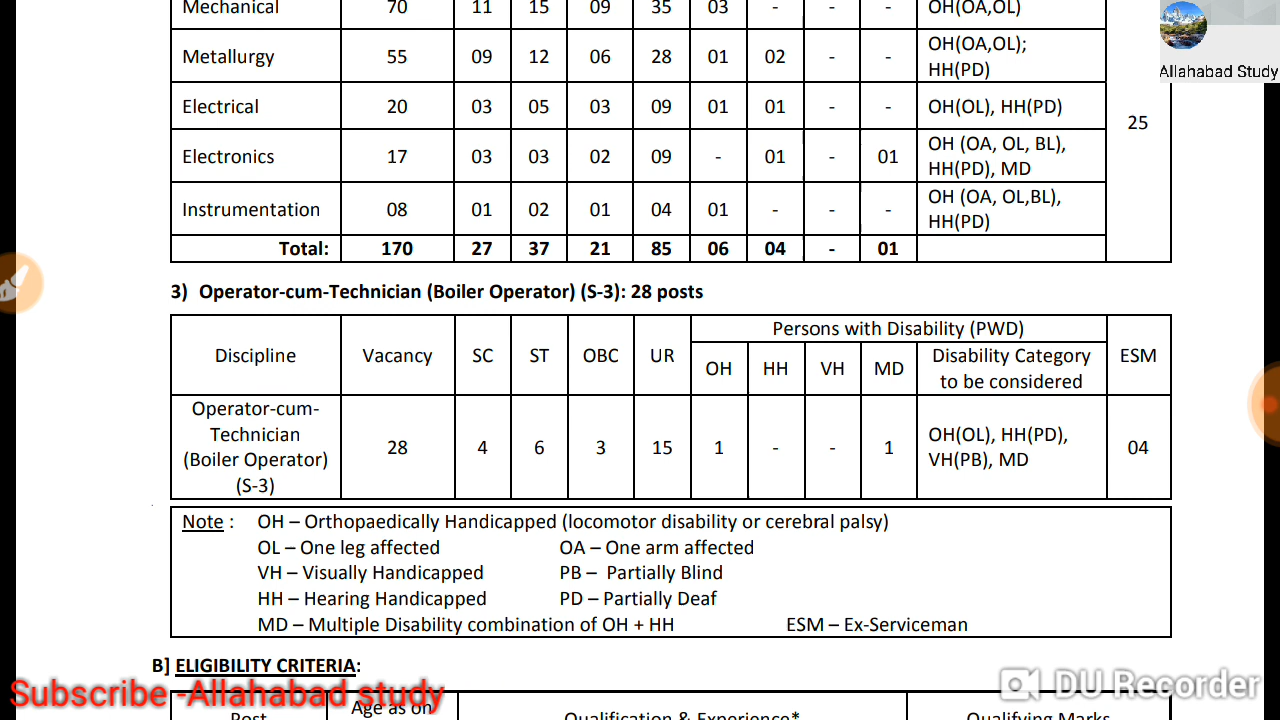 Mechanical 70 11 15 09 35 03 - - - OH(OA,OL)
Allahabad Study
Metallurgy 55 09 12 06 28 01 02 - - OH(OA,OL);
HH(PD)
Electrical 20 03 05 03 09 01 01 - - OH(OL), HH(PD)
25
Electronics 17 03 03 02 09 - 01 - 01 OH (OA, OL, BL),
HH(PD), MD
Instrumentation 08 01 02 01 04 01 - - - OH (OA, OL,BL),
HH(PD)
Total: 170 27 37 21 85 06 04 - 01
3) Operator-cum-Technician (Boiler Operator) (S-3): 28 posts
Persons with Disability (PWD)
Discipline Vacancy SC ST OBC UR OH HH VH MD Disability Category ESM
to be considered
Operator-cum-
Technician
(Boiler Operator)
(S-3)
28 4 6 3 15 1 - - 1 OH(OL), HH(PD), 04
VH(PB), MD
Note : OH – Orthopaedically Handicapped (locomotor disability or cerebral palsy)
OL – One leg affected OA – One arm affected
VH – Visually Handicapped PB – Partially Blind
HH – Hearing Handicapped PD – Partially Deaf
MD – Multiple Disability combination of OH + HH ESM – Ex-Serviceman
B] ELIGIBILITY CRITERIA:
Subscribe -Allahabad study
DU Recorder
Post Age as on Qualification & Experience* Qualifying Marks